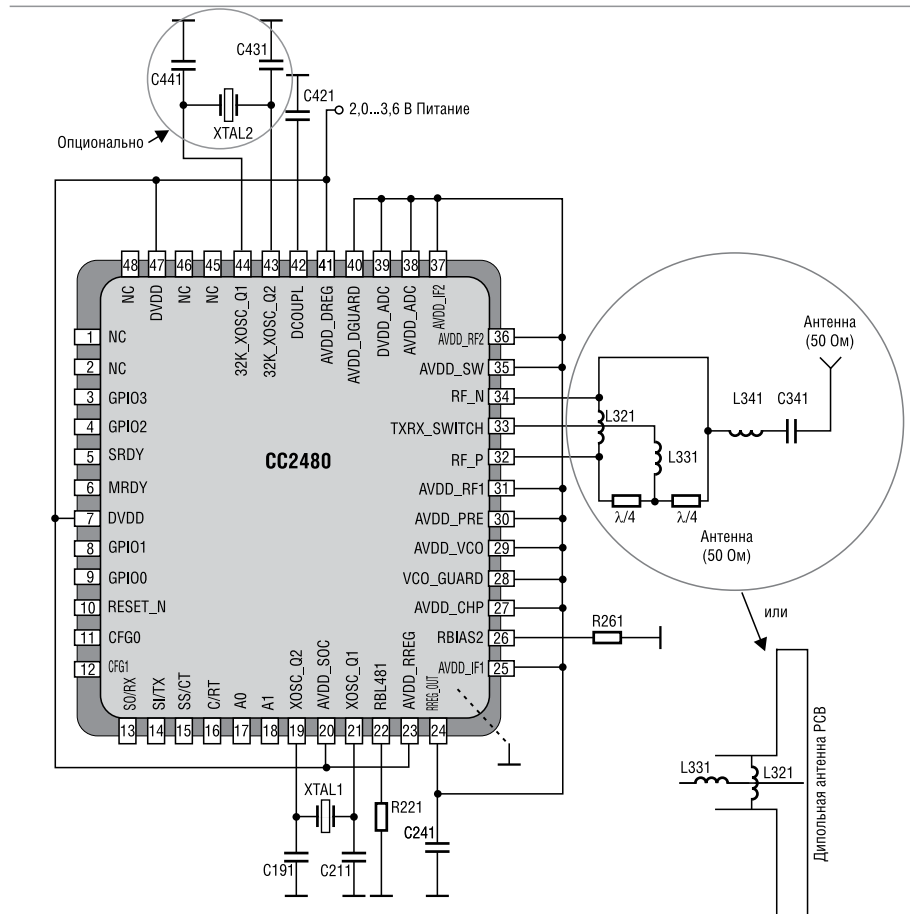 C441
C431
XTAL2
Опционально
C421
2,0...3,6 В Питание
48 47 46 45 44 43 42 41 40 39 38 37
NC
DVDD
NC
NC
32K_XOSC_Q1
32K_XOSC_Q2
DCOUPL
AVDD_DREG
AVDD_DGUARD
DVDD_ADC
AVDD_ADC
AVDD_IF2
1 NC
2 NC
3 GPIO3
4 GPIO2
5 SRDY
6 MRDY
7 DVDD
8 GPIO1
9 GPIO0
10 RESET_N
11 CFG0
12 CFG1
CC2480
AVDD_RF2 36
AVDD_SW 35
RF_N 34
TXRX_SWITCH 33
RF_P 32
AVDD_RF1 31
AVDD_PRE 30
AVDD_VCO 29
VCO_GUARD 28
AVDD_CHP 27
RBIAS2 26
AVDD_IF1 25
SO/RX
SI/TX
SS/CT
C/RT
A0
A1
XOSC_Q2
AVDD_SOC
XOSC_Q1
RBL481
AVDD_RREG
RREG_OUT
13 14 15 16 17 18 19 20 21 22 23 24
XTAL1
C191
C211
R221
C241
R261
Антенна
(50 Ом)
L341
C341
L321
L331
λ/4
λ/4
Антенна
(50 Ом)
или
L331
L321
Дипольная антенна PCB